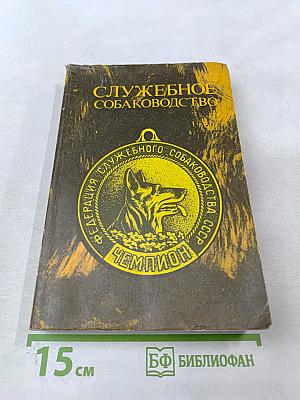 СЛУЖЕБНОЕ
СОБАКОВОДСТВО
ФЕДЕРАЦИЯ СЛУЖЕБНОГО СОБАКОВОДСТВА СССР
ЧЕМПИОН
15 см
БФ БИБЛИОФАН